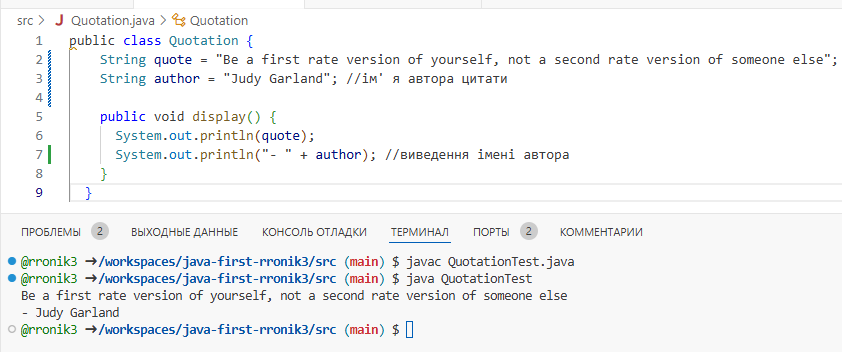 src > J Quotation.java > Quotation
1 public class Quotation {
2 String quote = "Be a first rate version of yourself, not a second rate version of someone else";
3 String author = "Judy Garland"; //ім' я автора цитати
4
5 public void display() {
6 System.out.println(quote);
7 System.out.println("- " + author); //виведення імені автора
8 }
9 }
ПРОБЛЕМЫ 2 ВЫХОДНЫЕ ДАННЫЕ КОНСОЛЬ ОТЛАДКИ ТЕРМИНАЛ ПОРТЫ 2 КОММЕНТАРИИ
@rronik3 ➜/workspaces/java-first-rronik3/src (main) $ javac QuotationTest.java
@rronik3 ➜/workspaces/java-first-rronik3/src (main) $ java QuotationTest
Be a first rate version of yourself, not a second rate version of someone else
- Judy Garland
@rronik3 ➜/workspaces/java-first-rronik3/src (main) $